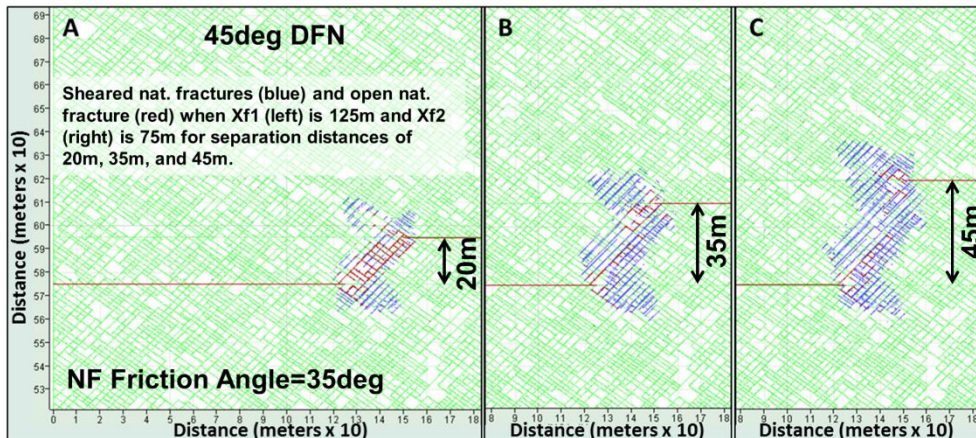 A
45deg DFN
Sheared nat. fractures (blue) and open nat.
fracture (red) when Xf1 (left) is 125m and Xf2
(right) is 75m for separation distances of
20m, 35m, and 45m.
NF Friction Angle=35deg
20m
B
35m
C
45m
Distance (meters x 10)
69
68
67
66
65
64
63
62
61
60
59
58
57
56
55
54
53
0 1 2 3 4 5 6 7 8 9 10 11 12 13 14 15 16 17 18
Distance (meters x 10)
8 9 10 11 12 13 14 15 16 17 18
Distance (meters x 10)
8 9 10 11 12 13 14 15 16 17 18
Distance (meters x 10)